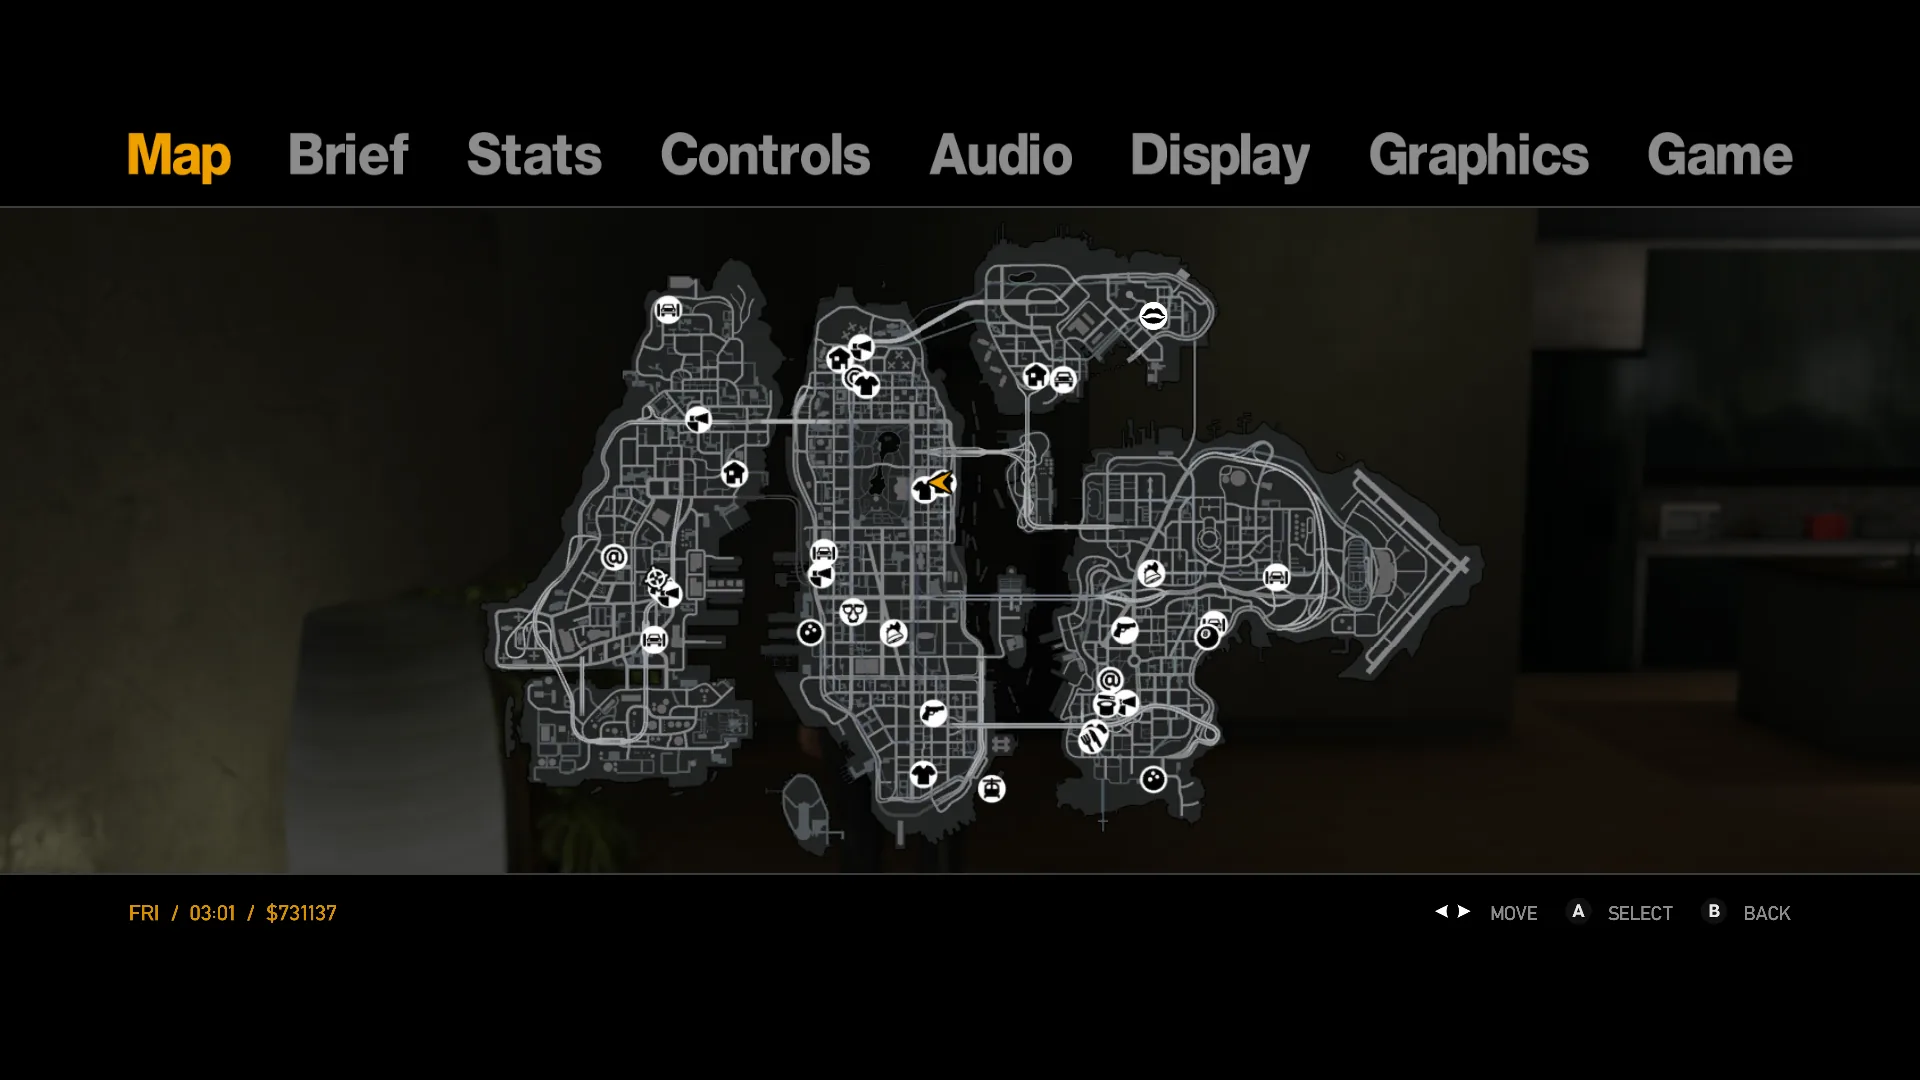 Map Brief Stats Controls Audio Display Graphics Game
FRI / 03:01 / $731137
MOVE A SELECT B BACK